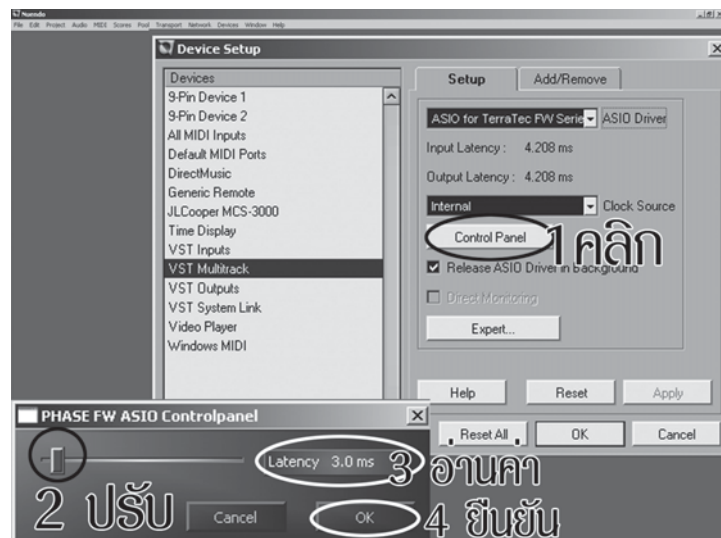 Nuendo
File Edit Project Audio MIDI Scores Pool Transport Network Devices Window Help
Device Setup
Devices
9-Pin Device 1
9-Pin Device 2
All MIDI Inputs
Default MIDI Ports
DirectMusic
Generic Remote
JLCooper MCS-3000
Time Display
VST Inputs
VST Multitrack
VST Outputs
VST System Link
Video Player
Windows MIDI
Setup Add/Remove
ASIO for TerraTec FW Serie ASIO Driver
Input Latency : 4.208 ms
Output Latency : 4.208 ms
Internal Clock Source
Control Panel 1 คลิก
Release ASIO Driver in Background
Direct Monitoring
Expert...
Help Reset Apply
Reset All OK Cancel
PHASE FW ASIO Controlpanel
Latency 3.0 ms 3 อ่านค่า
2 ปรับ Cancel OK 4 ยืนยัน